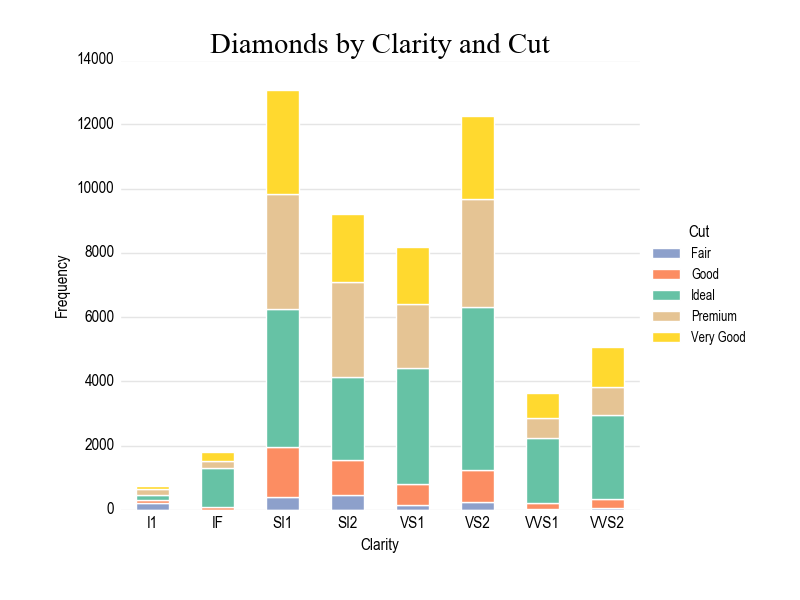 Diamonds by Clarity and Cut
14000
12000
10000
8000
6000
4000
2000
0
Frequency
I1 IF SI1 SI2 VS1 VS2 VVS1 VVS2
Clarity
Cut
Fair
Good
Ideal
Premium
Very Good